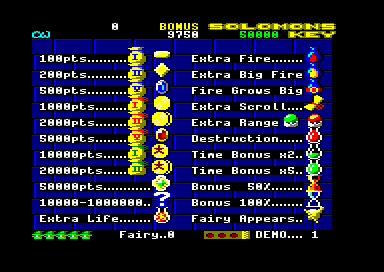 0 BONUS SOLOMONS
9750 50000 KEY
100pts........ Extra Fire......
200pts........ Extra Big Fire
500pts........ Fire Grows Big
1000pts....... Extra Scroll...
2000pts....... Extra Range
5000pts....... Destruction.....
10000pts...... Time Bonus x2..
20000pts...... Time Bonus x5..
50000pts...... Bonus 50%.....
10000-1000000.. Bonus 100%.....
Extra Life....... Fairy Appears..
Fairy..0 DEMO.... 1